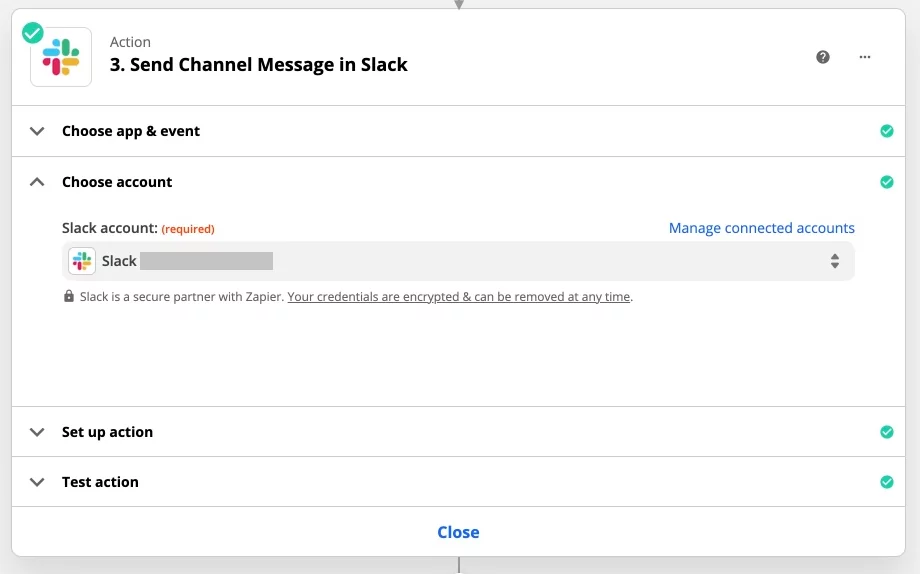 Action
3. Send Channel Message in Slack
Choose app & event
Choose account
Slack account: (required) Manage connected accounts
Slack
Slack is a secure partner with Zapier. Your credentials are encrypted & can be removed at any time.
Set up action
Test action
Close